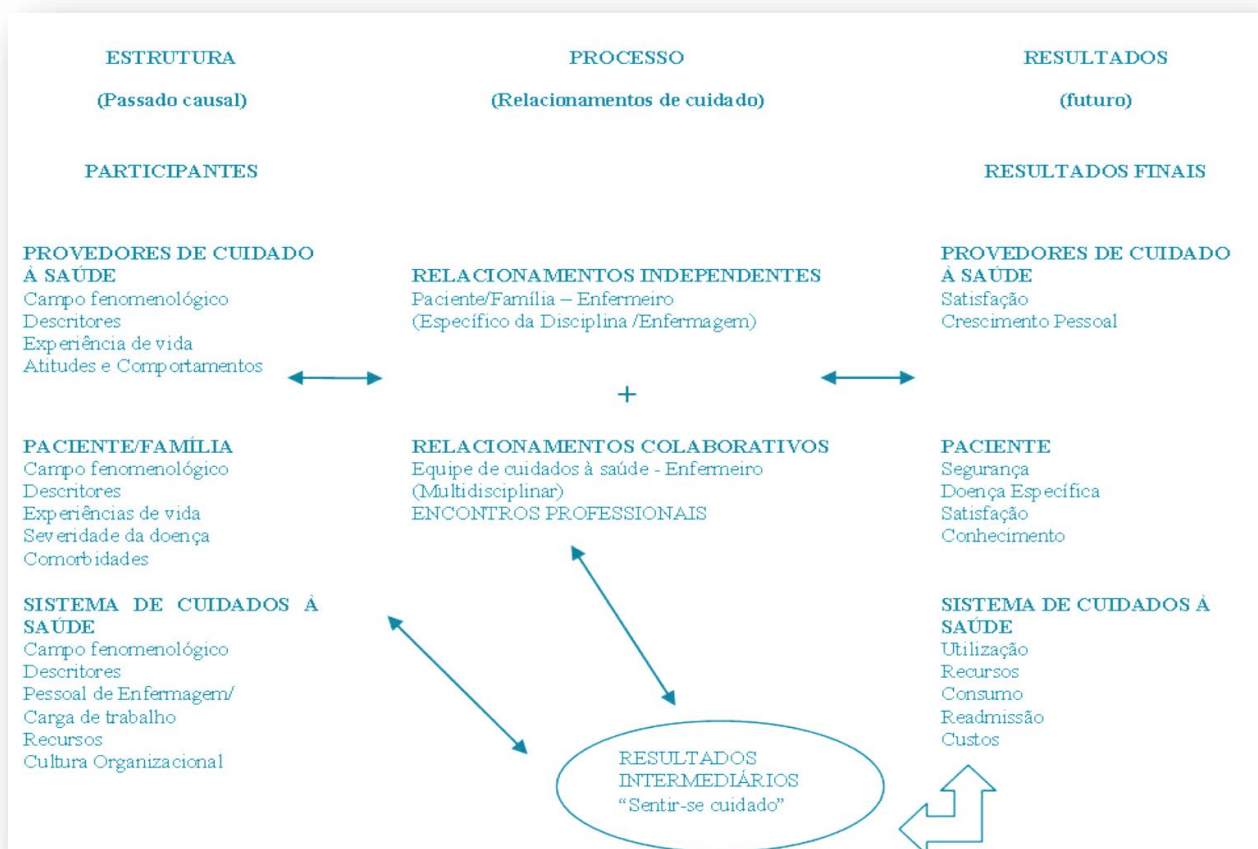 ESTRUTURA
(Passado causal)
PARTICIPANTES
PROVEDORES DE CUIDADO
À SAÚDE
Campo fenomenológico
Descritores
Experiência de vida
Atitudes e Comportamentos
PACIENTE/FAMÍLIA
Campo fenomenológico
Descritores
Experiências de vida
Severidade da doença
Comorbidades
SISTEMA DE CUIDADOS À
SAÚDE
Campo fenomenológico
Descritores
Pessoal de Enfermagem/
Carga de trabalho
Recursos
Cultura Organizacional
PROCESSO
(Relacionamentos de cuidado)
RELACIONAMENTOS INDEPENDENTES
Paciente/Família – Enfermeiro
(Específico da Disciplina /Enfermagem)
+
RELACIONAMENTOS COLABORATIVOS
Equipe de cuidados à saúde - Enfermeiro
(Multidisciplinar)
ENCONTROS PROFESSIONAIS
RESULTADOS
INTERMEDIÁRIOS
“Sentir-se cuidado”
RESULTADOS
(futuro)
RESULTADOS FINAIS
PROVEDORES DE CUIDADO
À SAÚDE
Satisfação
Crescimento Pessoal
PACIENTE
Segurança
Doença Específica
Satisfação
Conhecimento
SISTEMA DE CUIDADOS À
SAÚDE
Utilização
Recursos
Consumo
Readmissão
Custos